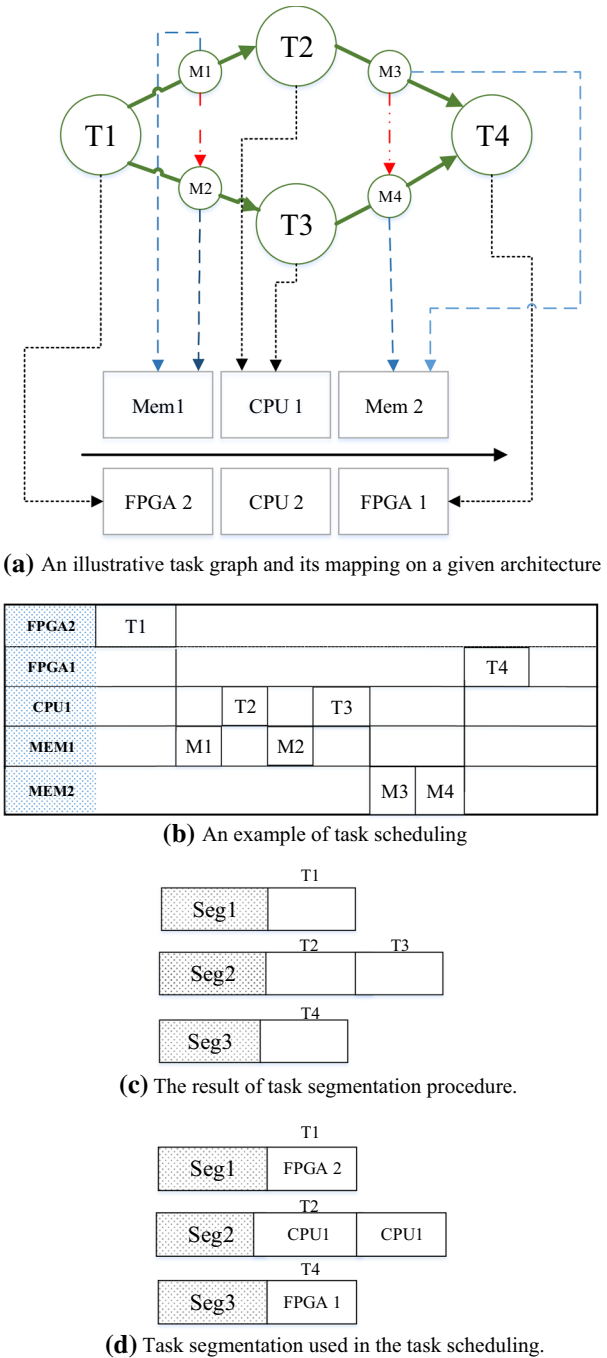 T2
M1
M3
T1
T4
M2
M4
T3
Mem1
CPU 1
Mem 2
FPGA 2
CPU 2
FPGA 1
(a) An illustrative task graph and its mapping on a given architecture
FPGA2
T1
FPGA1
T4
CPU1
T2
T3
MEM1
M1
M2
MEM2
M3
M4
(b) An example of task scheduling
T1
Seg1
T2
T3
Seg2
T4
Seg3
(c) The result of task segmentation procedure.
T1
Seg1
FPGA 2
T2
Seg2
CPU1
CPU1
T4
Seg3
FPGA 1
(d) Task segmentation used in the task scheduling.